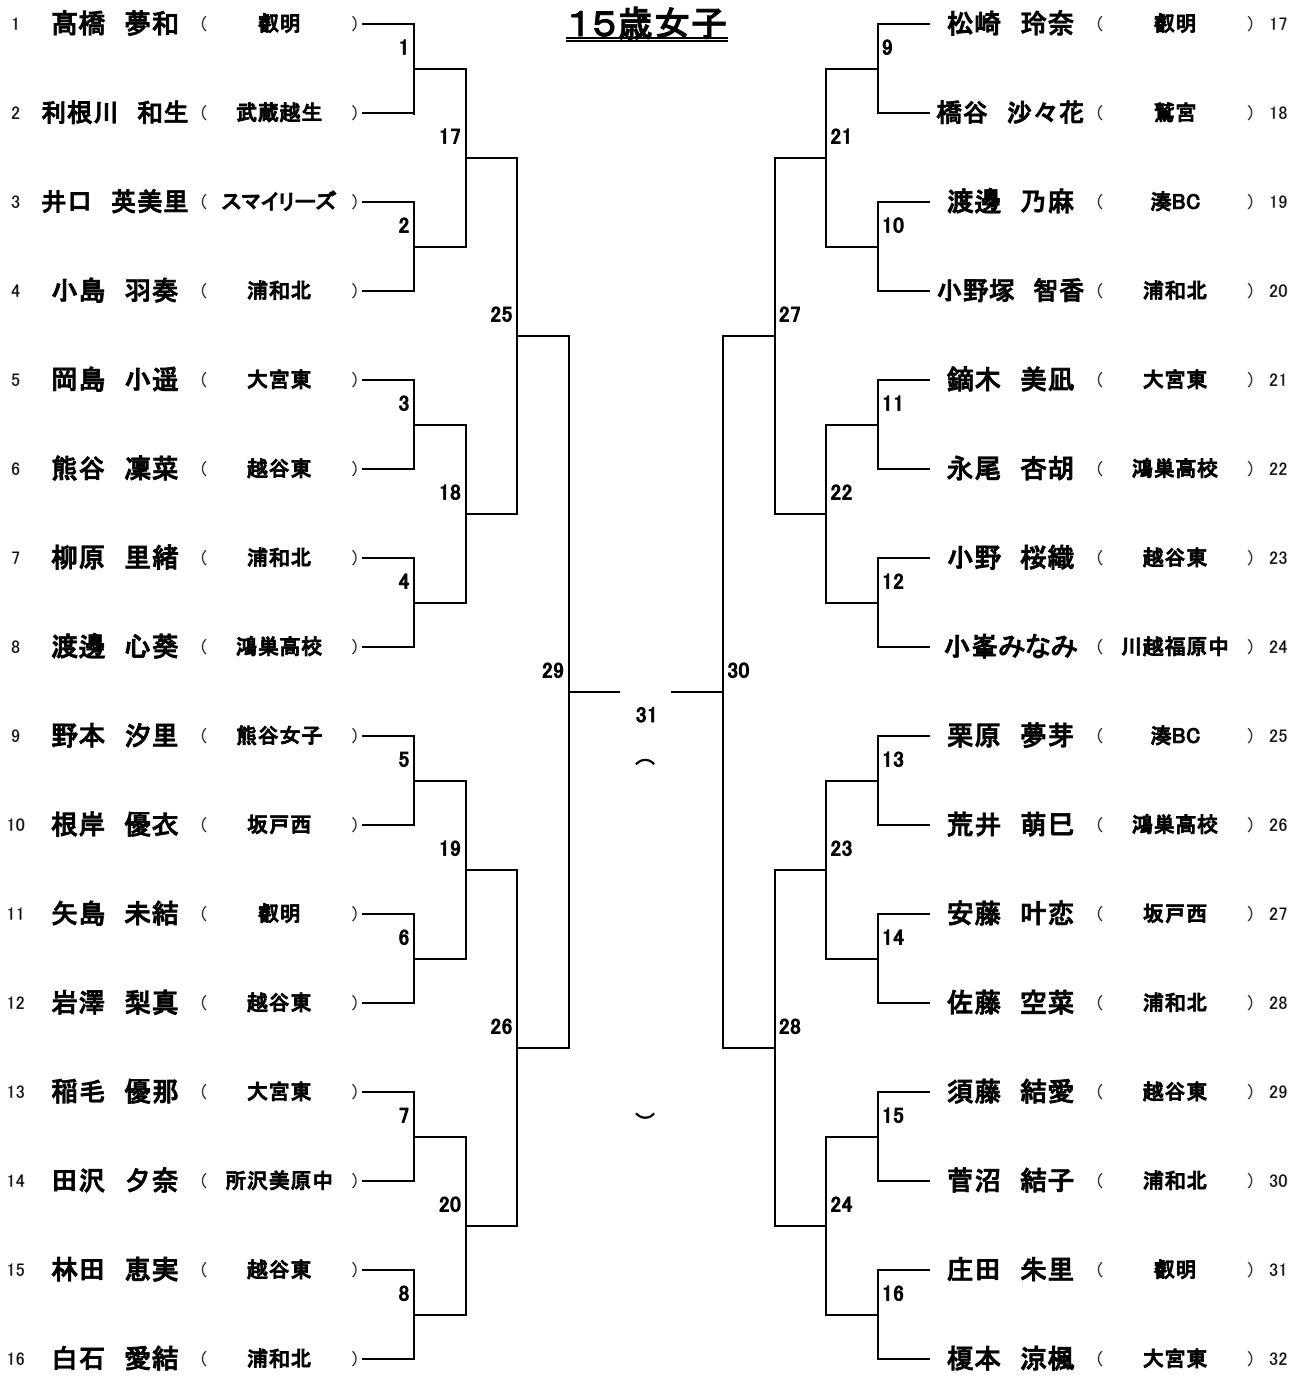 15歳女子
1 髙橋 夢和 （ 叡明 ）
1
2 利根川 和生 （ 武蔵越生 ）
17
3 井口 英美里 （ スマイリーズ ）
2
4 小島 羽奏 （ 浦和北 ）
25
5 岡島 小遥 （ 大宮東 ）
3
6 熊谷 凜菜 （ 越谷東 ）
18
7 柳原 里緒 （ 浦和北 ）
4
8 渡邊 心葵 （ 鴻巣高校 ）
29
9 野本 汐里 （ 熊谷女子 ）
5
10 根岸 優衣 （ 坂戸西 ）
19
11 矢島 未結 （ 叡明 ）
6
12 岩澤 梨真 （ 越谷東 ）
26
13 稲毛 優那 （ 大宮東 ）
7
14 田沢 夕奈 （ 所沢美原中 ）
20
15 林田 恵実 （ 越谷東 ）
8
16 白石 愛結 （ 浦和北 ）
31
（
）
松崎 玲奈 （ 叡明 ） 17
9
橋谷 沙々花 （ 鷲宮 ） 18
21
渡邊 乃麻 （ 湊BC ） 19
10
小野塚 智香 （ 浦和北 ） 20
27
鏑木 美凪 （ 大宮東 ） 21
11
永尾 杏胡 （ 鴻巣高校 ） 22
22
小野 桜織 （ 越谷東 ） 23
12
小峯みなみ （ 川越福原中 ） 24
30
栗原 夢芽 （ 湊BC ） 25
13
荒井 萌巳 （ 鴻巣高校 ） 26
23
安藤 叶恋 （ 坂戸西 ） 27
14
佐藤 空菜 （ 浦和北 ） 28
28
須藤 結愛 （ 越谷東 ） 29
15
菅沼 結子 （ 浦和北 ） 30
24
庄田 朱里 （ 叡明 ） 31
16
榎本 涼楓 （ 大宮東 ） 32